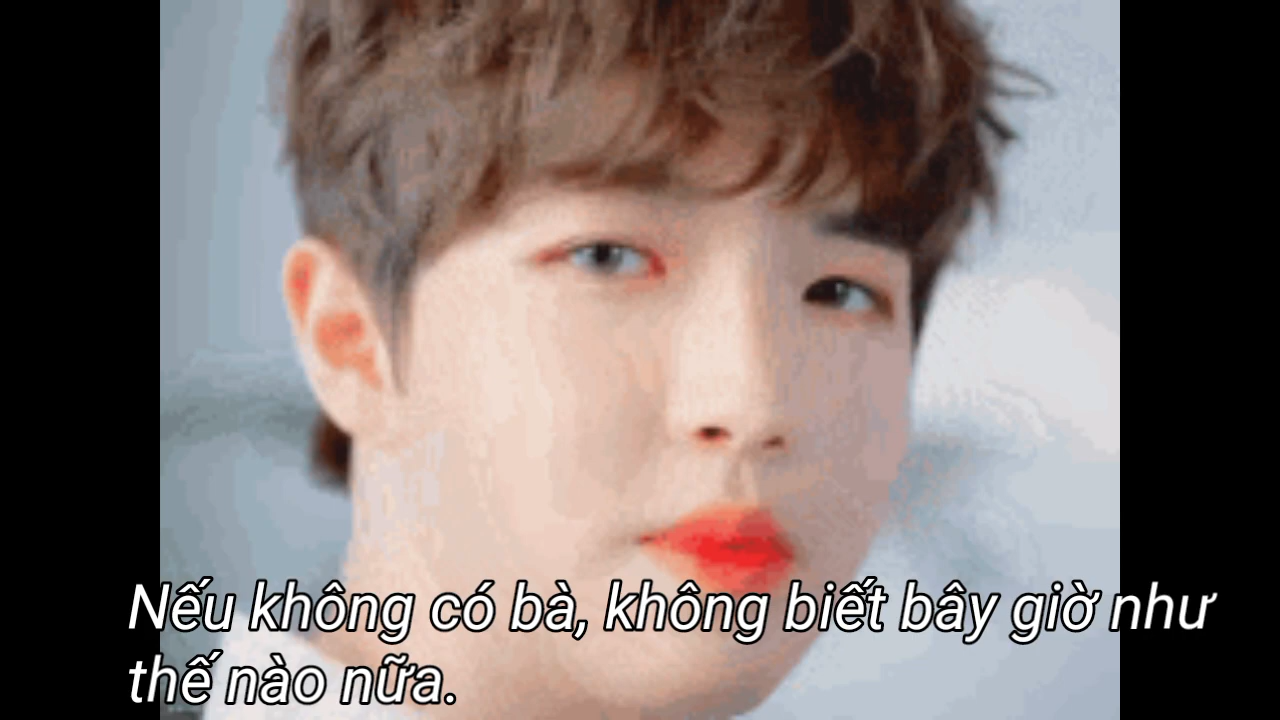 Nếu không có bà, không biết bây giờ như
thế nào nữa.